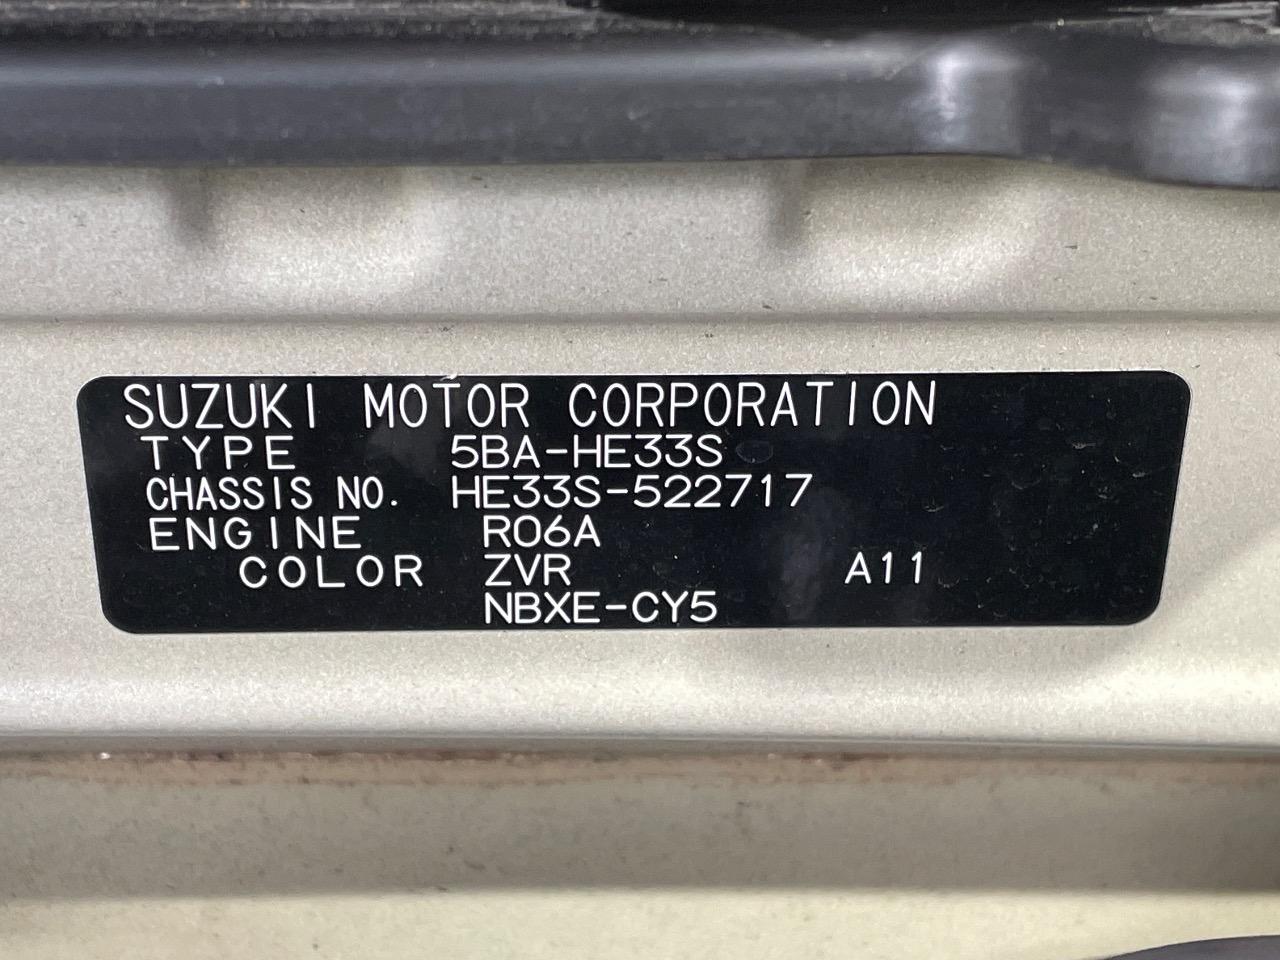 SUZUKI MOTOR CORPORATION
TYPE 5BA-HE33S
CHASSIS NO. HE33S-522717
ENGINE R06A
COLOR ZVR A11
NBXE-CY5